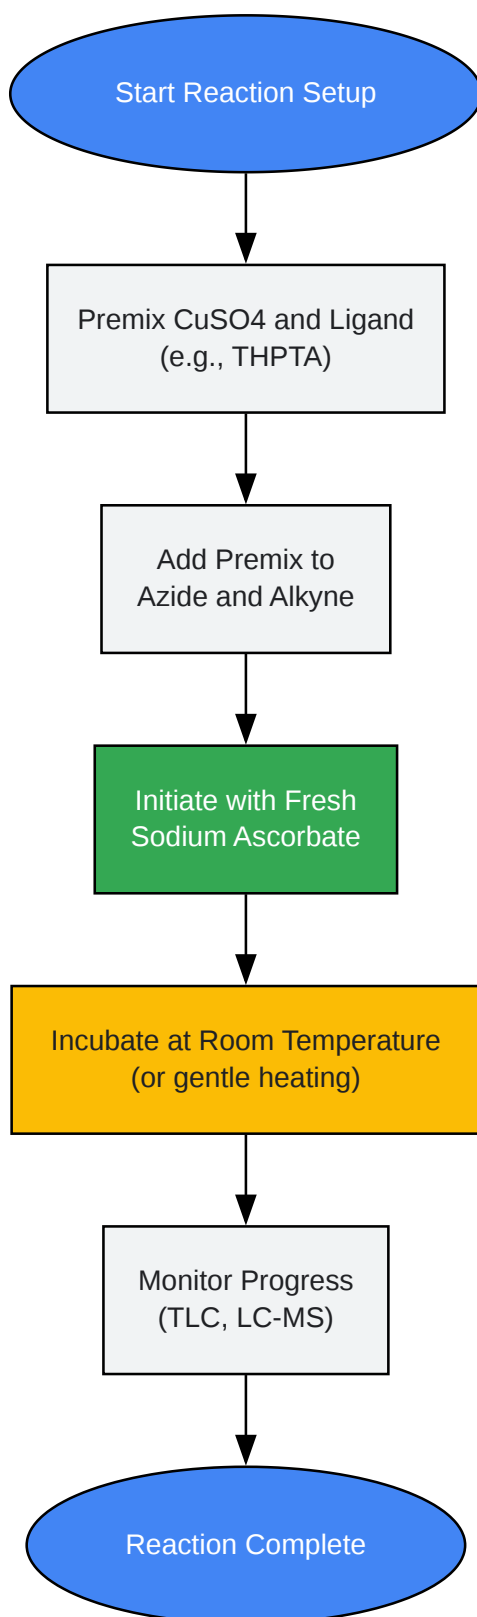 Start Reaction Setup
Premix CuSO4 and Ligand
(e.g., THPTA)
Add Premix to
Azide and Alkyne
Initiate with Fresh
Sodium Ascorbate
Incubate at Room Temperature
(or gentle heating)
Monitor Progress
(TLC, LC-MS)
Reaction Complete